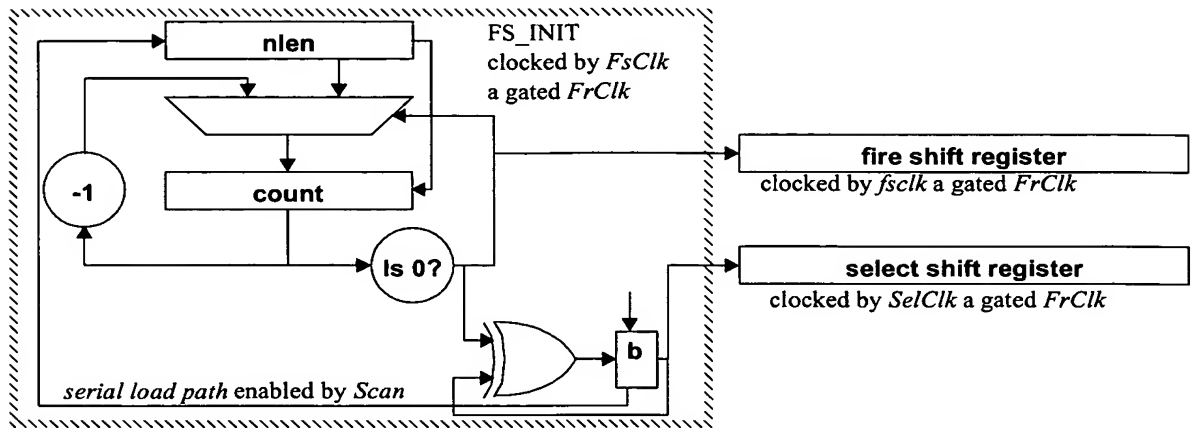 nlen
FS_INIT
clocked by FsClk
a gated FrClk
-1
count
Is 0?
fire shift register
clocked by fsclk a gated FrClk
select shift register
clocked by SelClk a gated FrClk
b
serial load path enabled by Scan